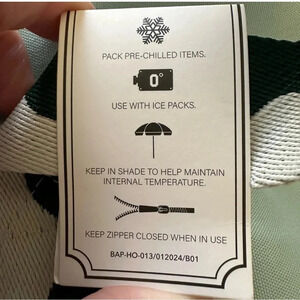 PACK PRE-CHILLED ITEMS.
0°
USE WITH ICE PACKS.
KEEP IN SHADE TO HELP MAINTAIN
INTERNAL TEMPERATURE.
KEEP ZIPPER CLOSED WHEN IN USE
BAP-HO-013/012024/B01